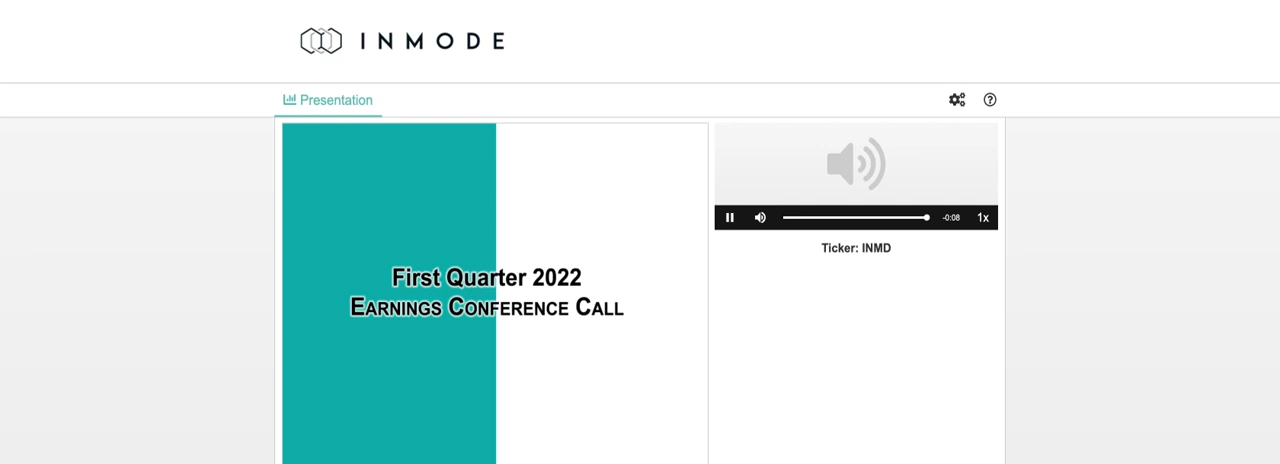 INMODE
Presentation
First Quarter 2022
EARNINGS CONFERENCE CALL
-0:08
1x
Ticker: INMD